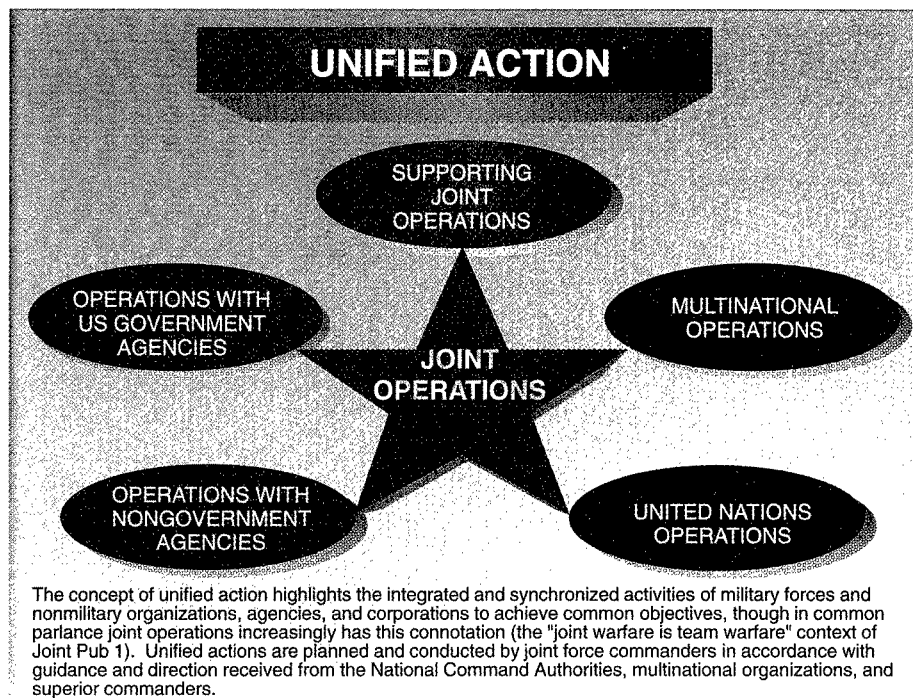 UNIFIED ACTION
SUPPORTING
JOINT
OPERATIONS
OPERATIONS WITH
US GOVERNMENT
AGENCIES
MULTINATIONAL
OPERATIONS
JOINT
OPERATIONS
OPERATIONS WITH
NONGOVERNMENT
AGENCIES
UNITED NATIONS
OPERATIONS
The concept of unified action highlights the integrated and synchronized activities of military forces and
nonmilitary organizations, agencies, and corporations to achieve common objectives, though in common
parlance joint operations increasingly has this connotation (the "joint warfare is team warfare" context of
Joint Pub 1). Unified actions are planned and conducted by joint force commanders in accordance with
guidance and direction received from the National Command Authorities, multinational organizations, and
superior commanders.